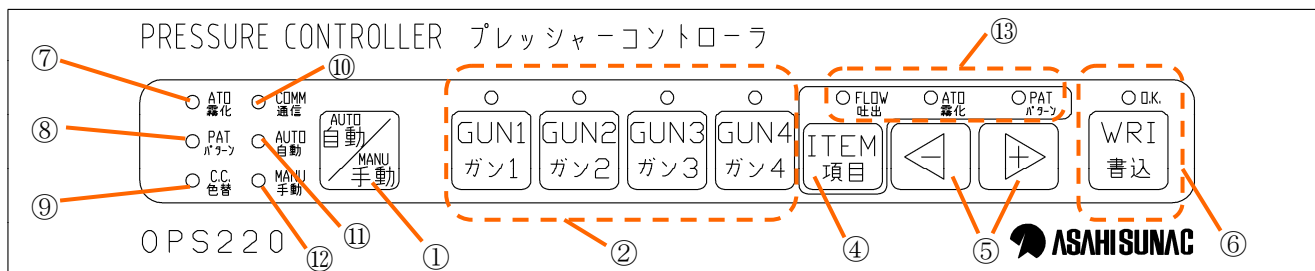 PRESSURE CONTROLLER プレッシャーコントローラ
⑬
⑦
⑩
ATO
霧化
COMM
通信
FLOW
吐出
ATO
霧化
PAT
パターン
O.K.
⑧
PAT
パターン
AUTO
自動
AUTO
自動
MANU
手動
GUN1
ガン1
GUN2
ガン2
GUN3
ガン3
GUN4
ガン4
ITEM
項目
－
＋
WRI
書込
C.C.
色替
MANU
手動
⑨
⑫
⑪
①
②
④
⑤
⑥
OPS220
ASAHI SUNAC